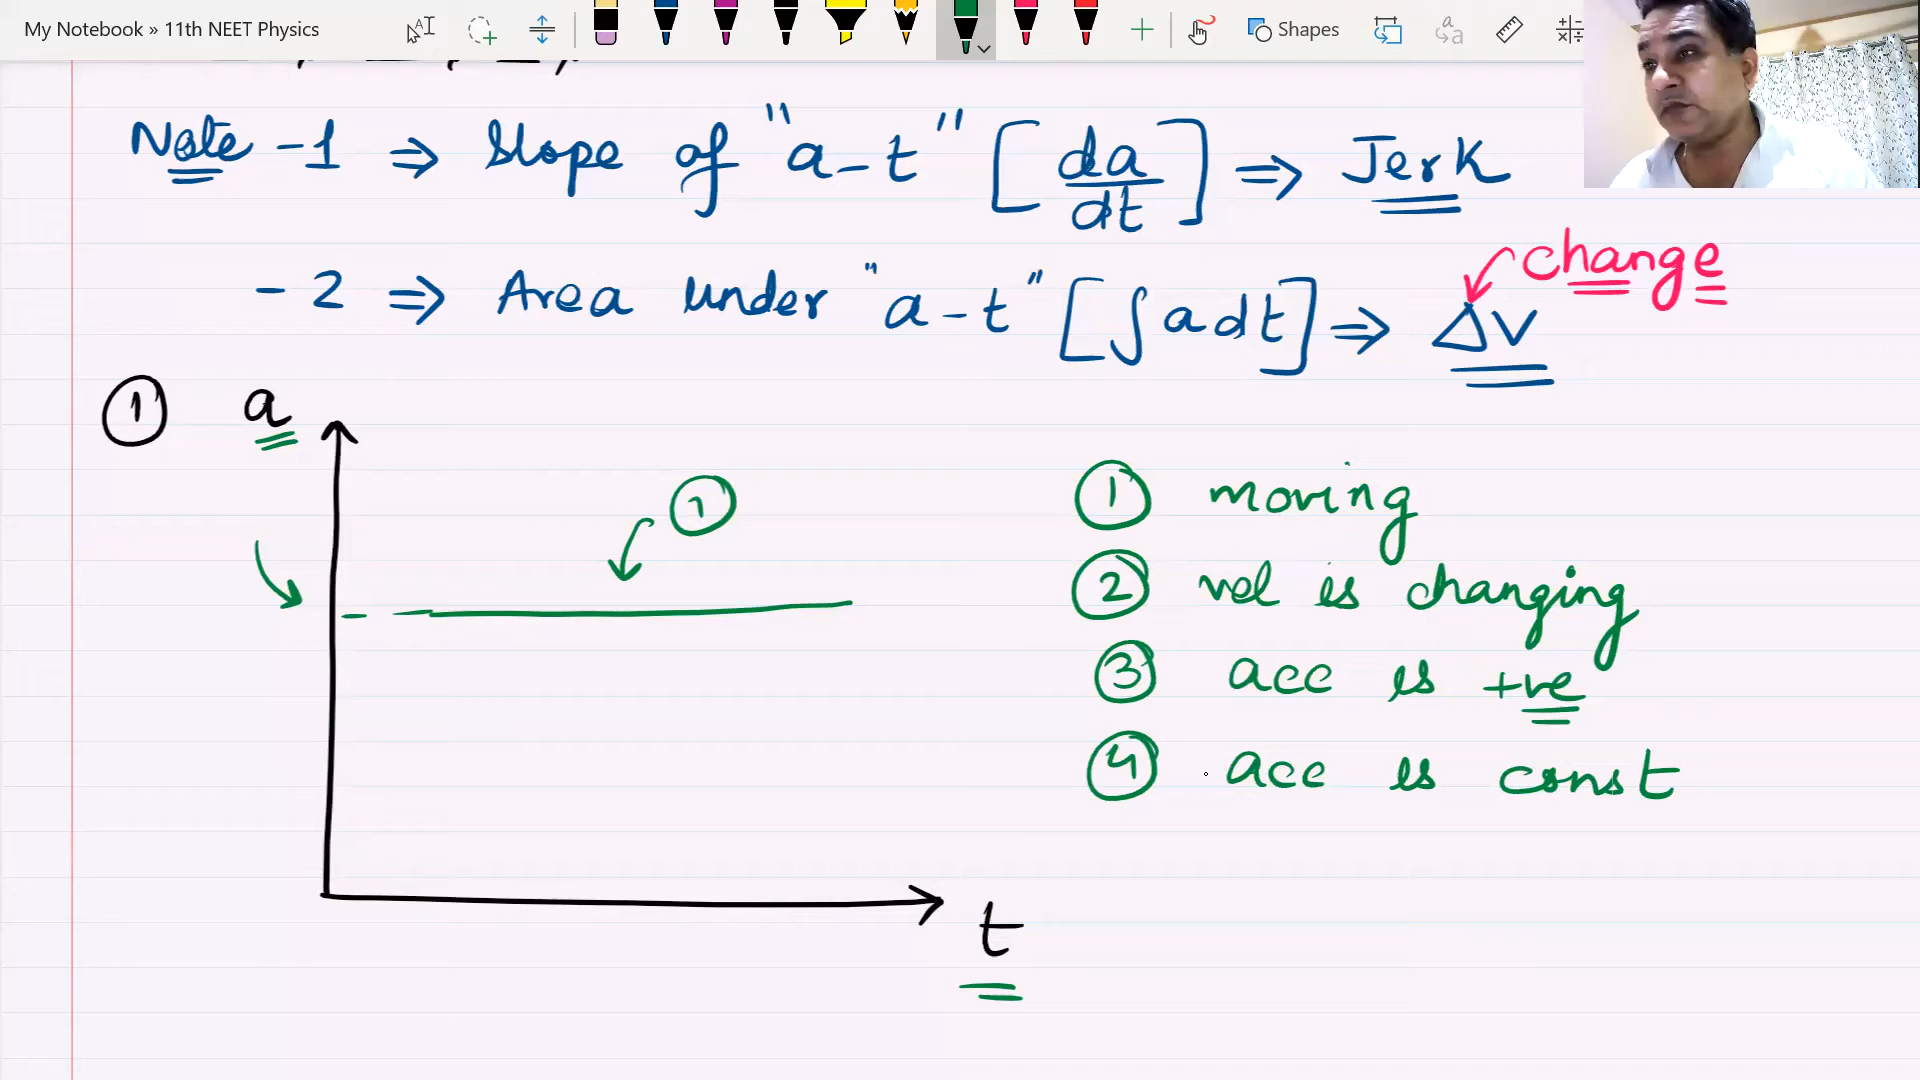 My Notebook » 11th NEET Physics
Shapes
Note -1 ⇒ Slope of "a-t" [da/dt] ⇒ Jerk
change
-2 ⇒ Area under "a-t" [∫a dt] ⇒ ΔV
① a
①
① moving
② vel is changing
③ acc is +ve
④ acc is const
t